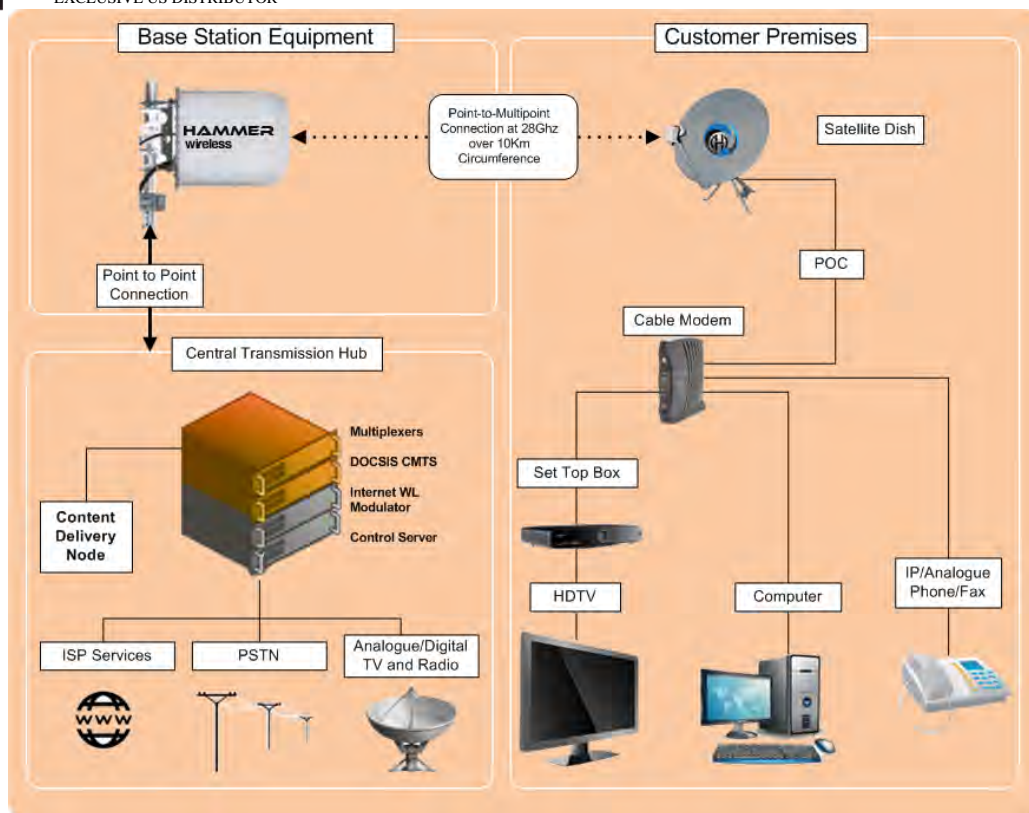 EXCLUSIVE US DISTRIBUTOR
Base Station Equipment
Customer Premises
HAMMER
wireless
Point-to-Multipoint
Connection at 28Ghz
over 10Km
Circumference
Satellite Dish
Point to Point
Connection
POC
Cable Modem
Central Transmission Hub
Multiplexers
DOCSiS CMTS
Internet WL
Modulator
Control Server
Content
Delivery
Node
Set Top Box
HDTV
Computer
IP/Analogue
Phone/Fax
ISP Services
PSTN
Analogue/Digital
TV and Radio
www